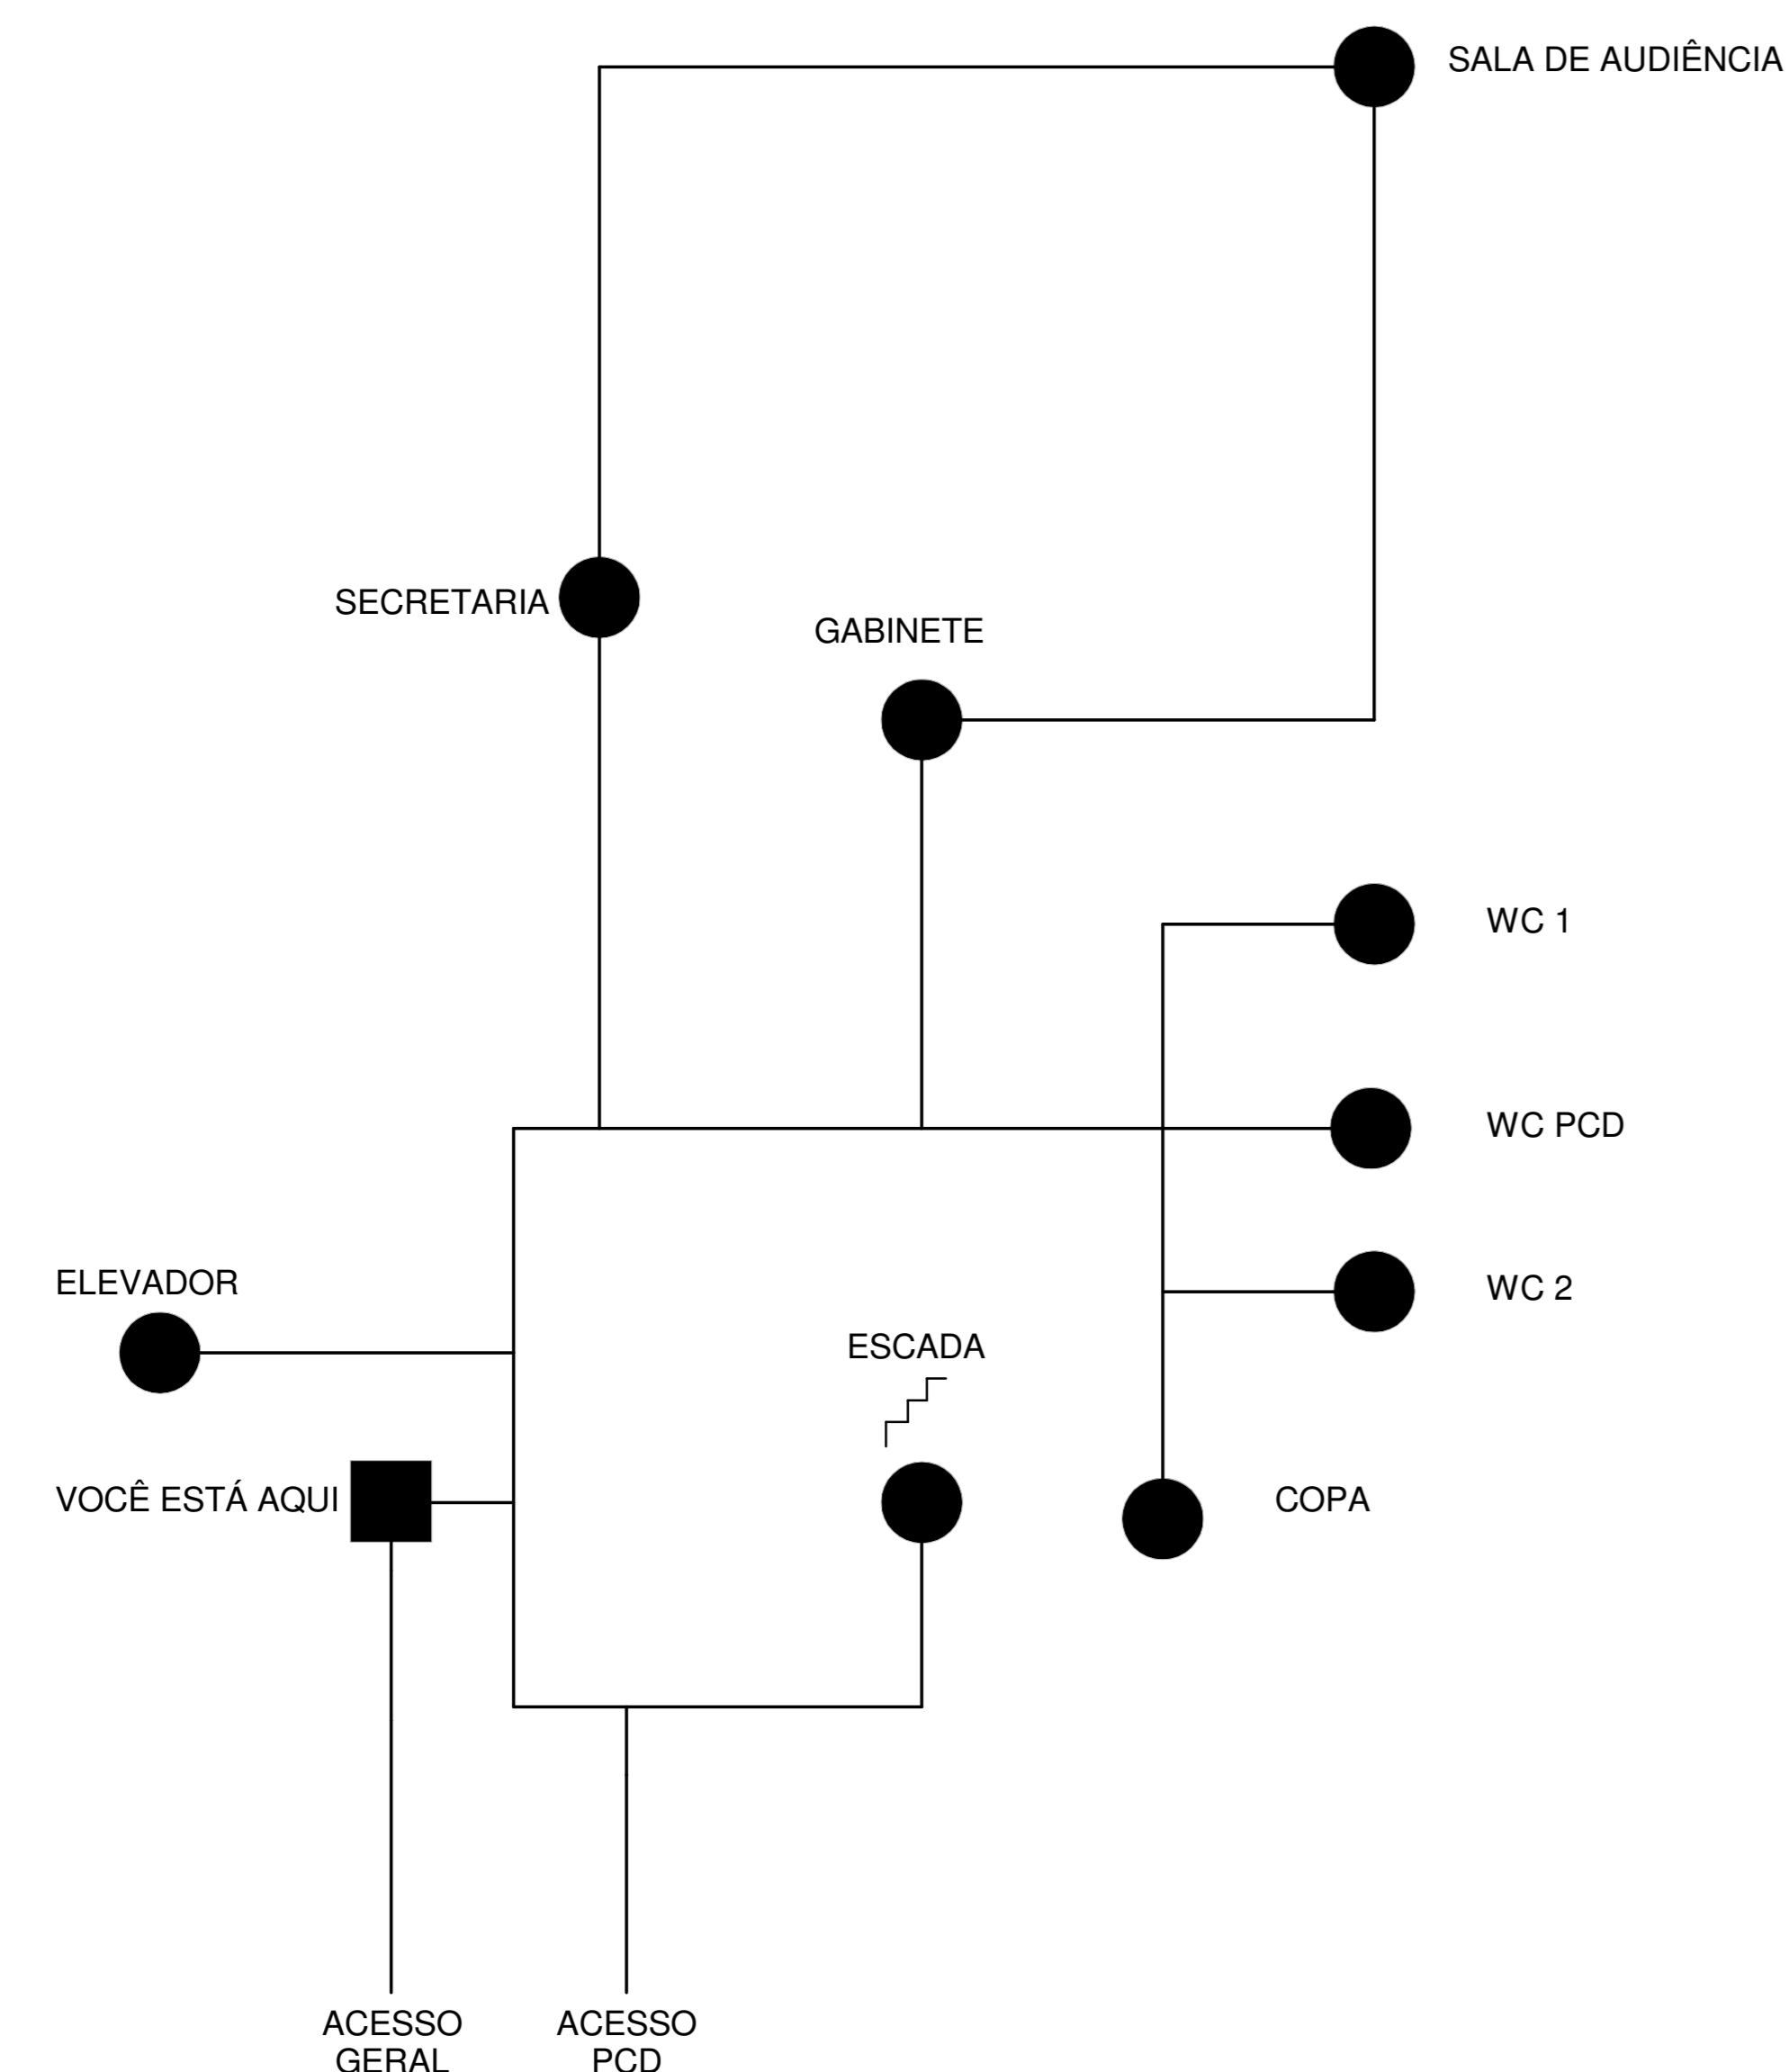 SALA DE AUDIÊNCIA
SECRETARIA
GABINETE
WC 1
WC PCD
ELEVADOR
WC 2
ESCADA
VOCÊ ESTÁ AQUI
COPA
ACESSO
GERAL
ACESSO
PCD